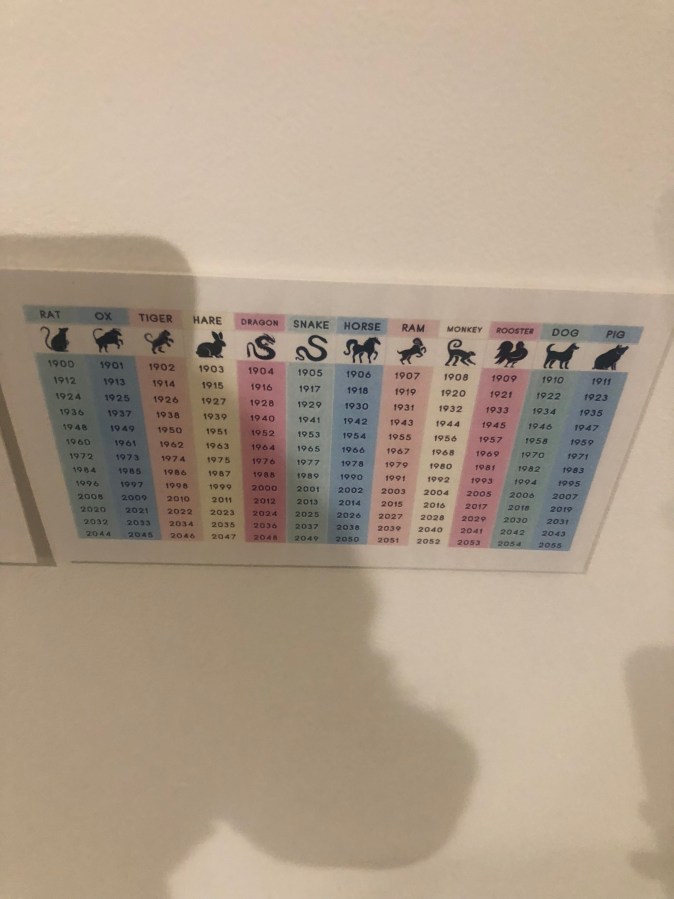 RAT OX TIGER HARE DRAGON SNAKE HORSE RAM MONKEY ROOSTER DOG PIG
1900 1901 1902 1903 1904 1905 1906 1907 1908 1909 1910 1911
1912 1913 1914 1915 1916 1917 1918 1919 1920 1921 1922 1923
1924 1925 1926 1927 1928 1929 1930 1931 1932 1933 1934 1935
1936 1937 1938 1939 1940 1941 1942 1943 1944 1945 1946 1947
1948 1949 1950 1951 1952 1953 1954 1955 1956 1957 1958 1959
1960 1961 1962 1963 1964 1965 1966 1967 1968 1969 1970 1971
1972 1973 1974 1975 1976 1977 1978 1979 1980 1981 1982 1983
1984 1985 1986 1987 1988 1989 1990 1991 1992 1993 1994 1995
1996 1997 1998 1999 2000 2001 2002 2003 2004 2005 2006 2007
2008 2009 2010 2011 2012 2013 2014 2015 2016 2017 2018 2019
2020 2021 2022 2023 2024 2025 2026 2027 2028 2029 2030 2031
2032 2033 2034 2035 2036 2037 2038 2039 2040 2041 2042 2043
2044 2045 2046 2047 2048 2049 2050 2051 2052 2053 2054 2055